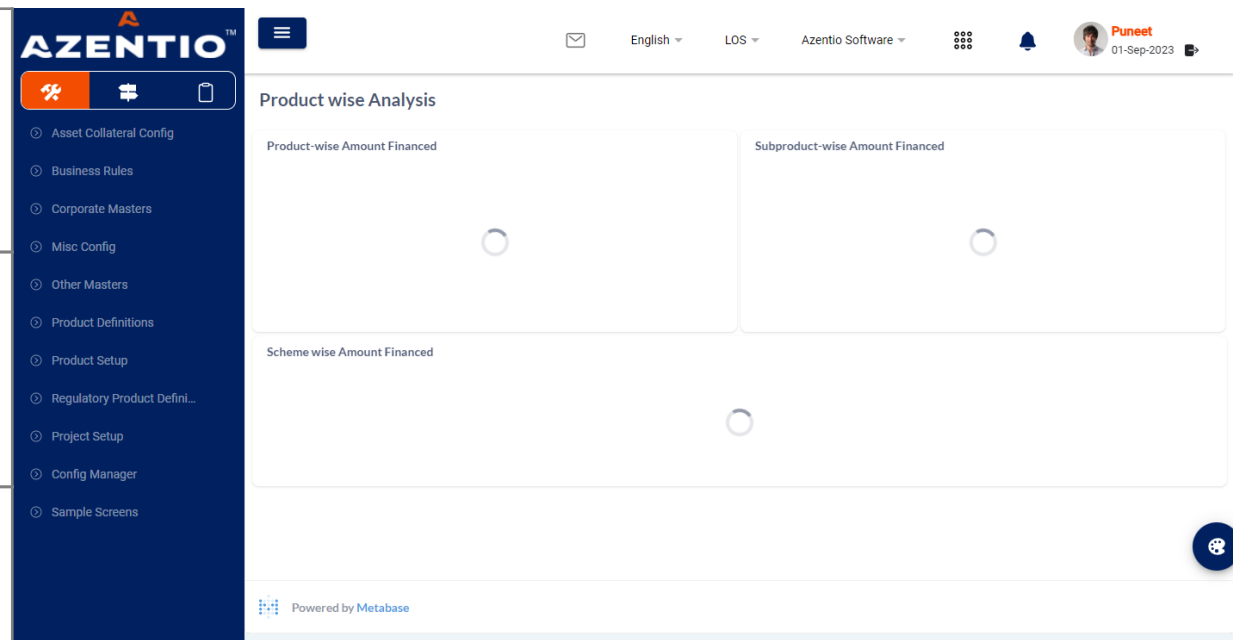 AZENTIO™
English
LOS
Azentio Software
Puneet
01-Sep-2023
Asset Collateral Config
Business Rules
Corporate Masters
Misc Config
Other Masters
Product Definitions
Product Setup
Regulatory Product Defini...
Project Setup
Config Manager
Sample Screens
Product wise Analysis
Product-wise Amount Financed
Subproduct-wise Amount Financed
Scheme wise Amount Financed
Powered by Metabase